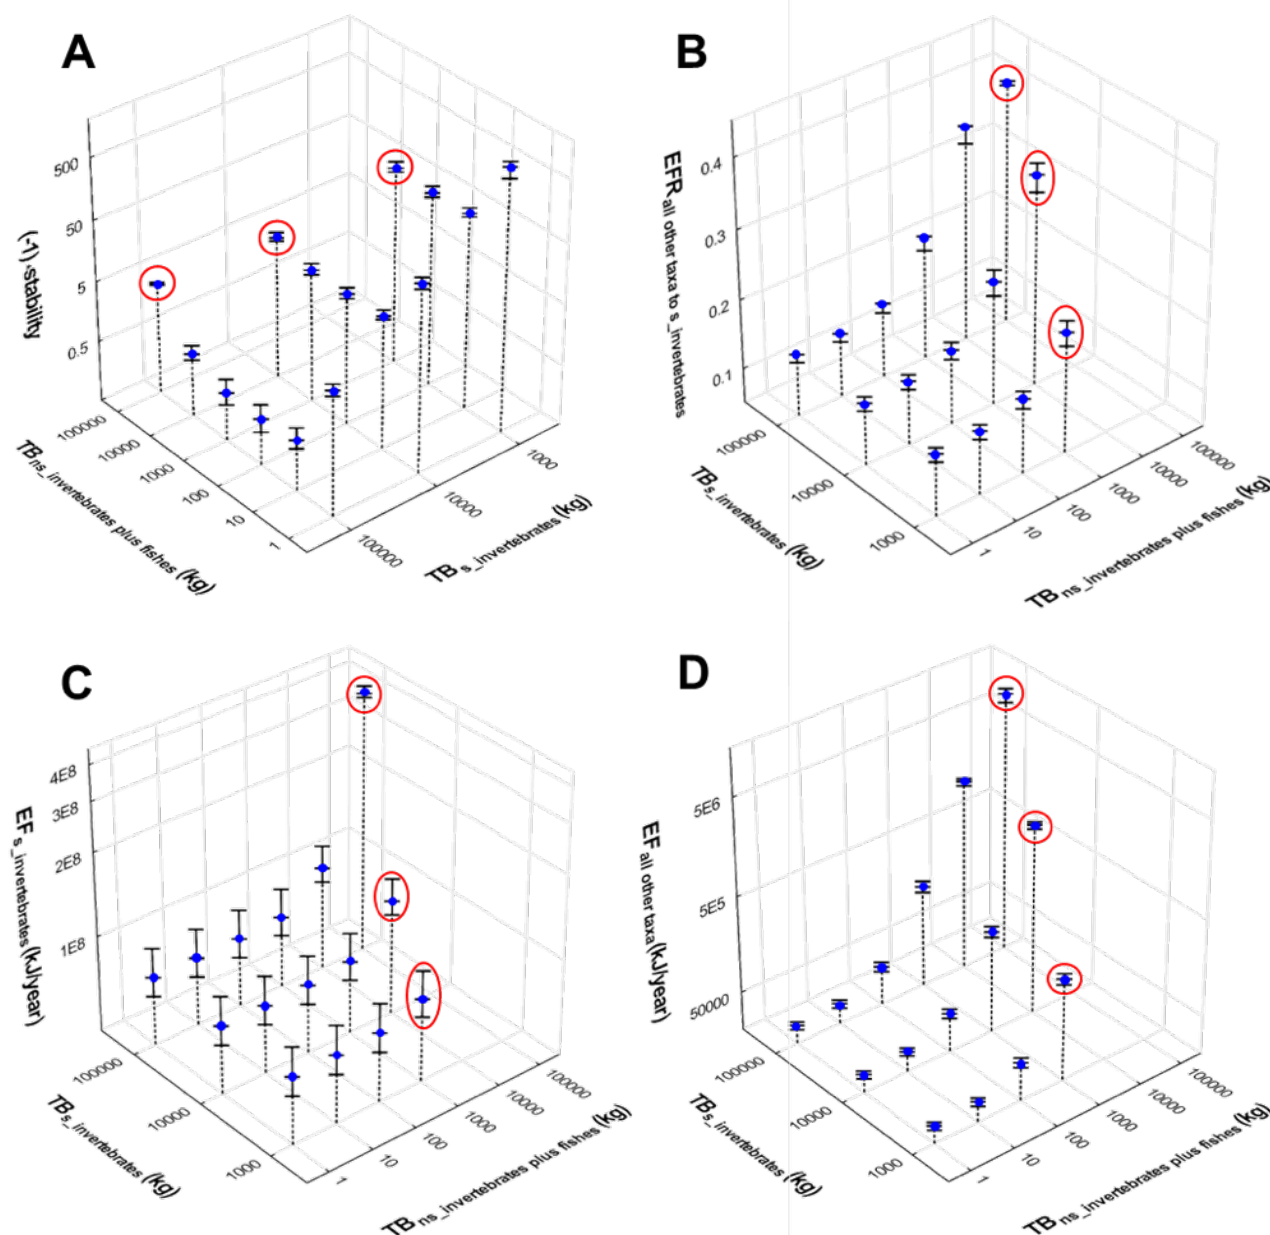 A
500
50
5
0.5
(-1)·stability
100000
10000
1000
100
10
1
TBns_invertebrates plus fishes (kg)
1000
10000
100000
TBs_invertebrates (kg)
B
0.4
0.3
0.2
0.1
EFRall other taxa to s_invertebrates
100000
10000
1000
TBs_invertebrates (kg)
1
10
100
1000
10000
100000
TBns_invertebrates plus fishes (kg)
C
4E8
3E8
2E8
1E8
EFs_invertebrates (kJ/year)
100000
10000
1000
TBs_invertebrates (kg)
1
10
100
1000
10000
100000
TBns_invertebrates plus fishes (kg)
D
5E6
5E5
50000
EFall other taxa (kJ/year)
100000
10000
1000
TBs_invertebrates (kg)
1
10
100
1000
10000
100000
TBns_invertebrates plus fishes (kg)